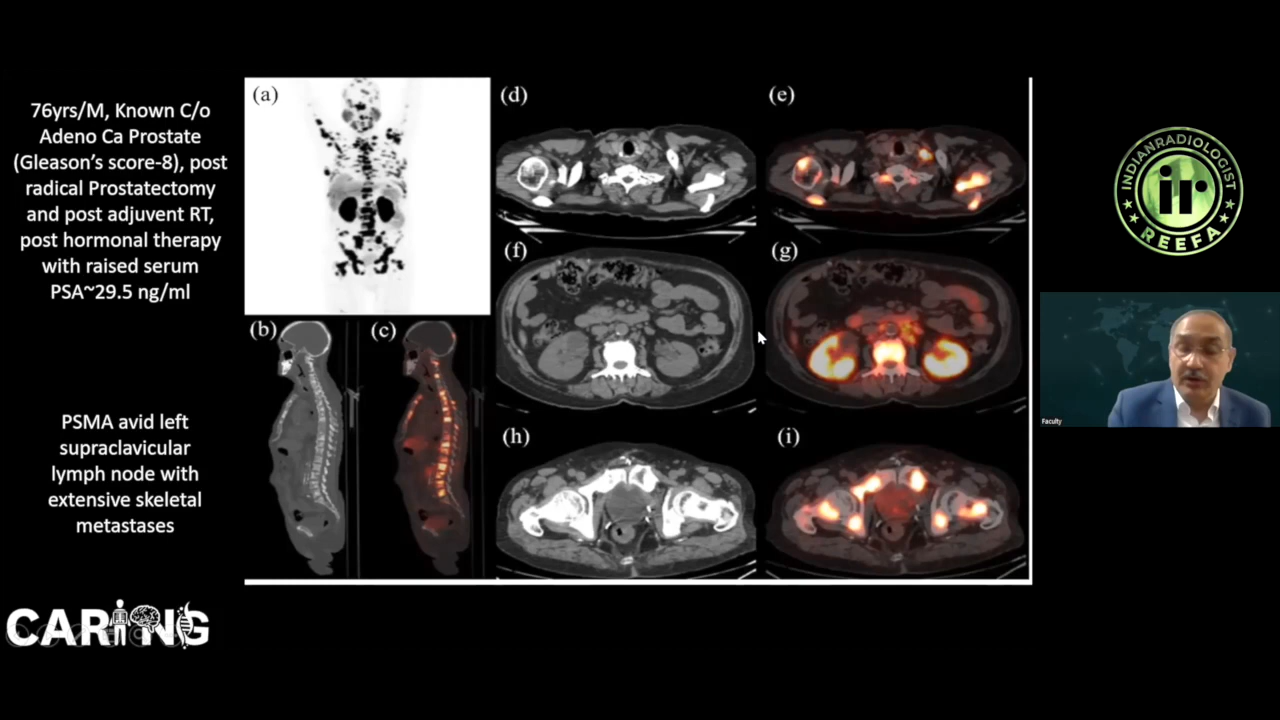 76yrs/M, Known C/o
Adeno Ca Prostate
(Gleason's score-8), post
radical Prostatectomy
and post adjuvent RT,
post hormonal therapy
with raised serum
PSA~29.5 ng/ml
PSMA avid left
supraclavicular
lymph node with
extensive skeletal
metastases
CARING
(a)
(b)
(c)
(d)
(e)
(f)
(g)
(h)
(i)
INDIANRADIOLOGIST
ir
REEFA
Faculty